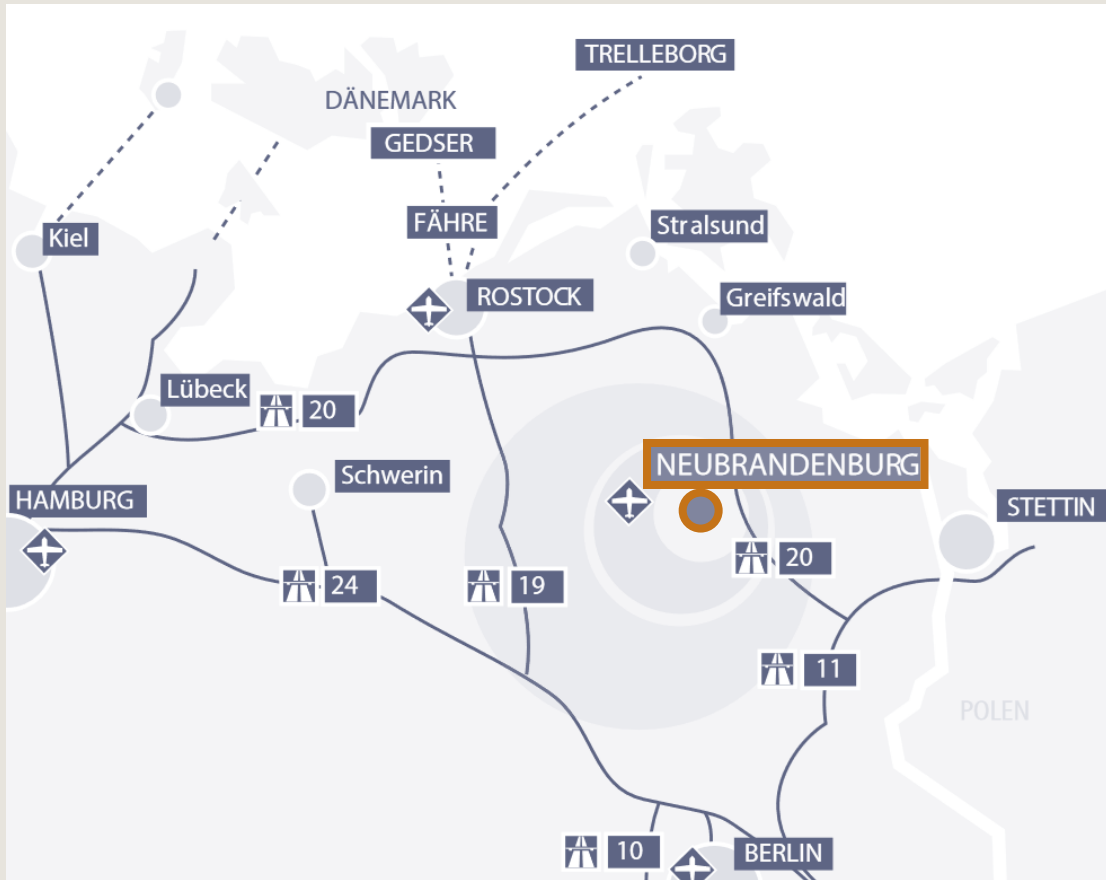 TRELLEBORG
DÄNEMARK
GEDSER
FÄHRE
Stralsund
Kiel
ROSTOCK
Greifswald
Lübeck
20
NEUBRANDENBURG
Schwerin
HAMBURG
STETTIN
20
24
19
11
POLEN
10
BERLIN